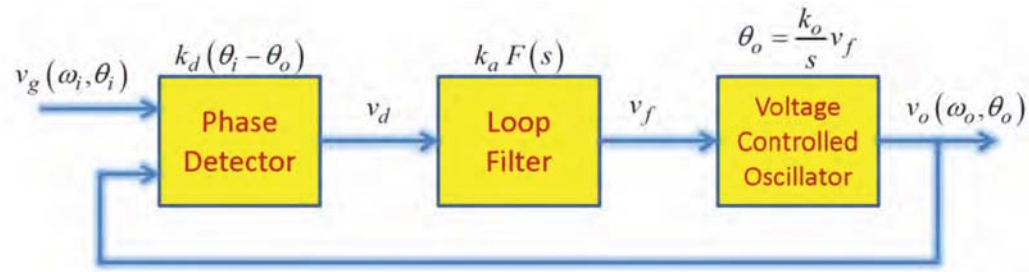 v_g(ω_i,θ_i)
k_d(θ_i − θ_o)
Phase
Detector
v_d
k_a F(s)
Loop
Filter
v_f
θ_o = k_o/s v_f
Voltage
Controlled
Oscillator
v_o(ω_o,θ_o)